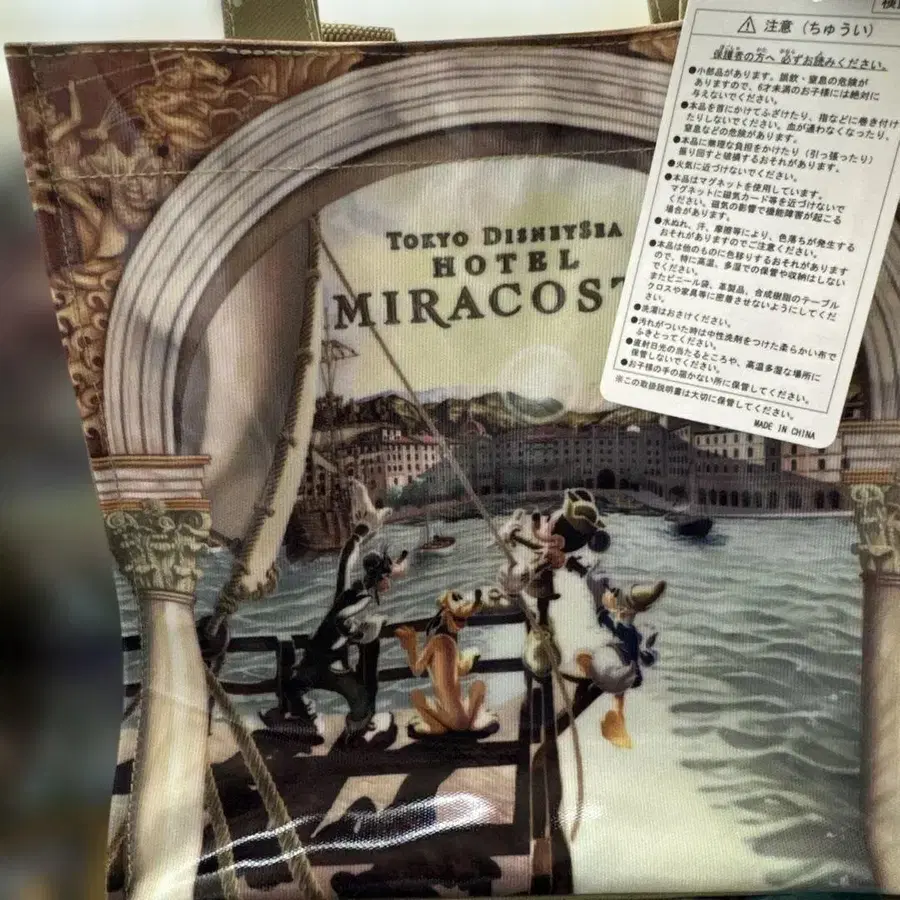 TOKYO DISNEYSEA
HOTEL
MIRACOST
⚠ 注意（ちゅうい）
保護者の方へ 必ずお読みください。
●小部品があります。誤飲・窒息の危険が
ありますので、6才未満のお子様には絶対に
与えないでください。
●本品を首にかけてふざけたり、指などに巻き付け
たりしないでください。血が通わなくなったり、
窒息などの危険があります。
●本品に無理な負担をかけたり（引っ張ったり）
振り回すと破損するおそれがあります。
●火気に近づけないでください。
●本品はマグネットを使用しています。
マグネットに磁気カード等を近づけないで
ください。磁気の影響で機能障害が起こる
場合があります。
●水ぬれ、汗、摩擦等により、色落ちが発生する
おそれがありますのでご注意ください。
●本品は他のものに色移りするおそれがあります
ので、特に高温、多湿での保管や収納はしない
でください。
またビニール袋、革製品、合成樹脂のテーブル
クロスや家具等に密着させないようにしてくだ
さい。
●洗濯はおさけください。
●汚れがついた時は中性洗剤をつけた柔らかい布で
ふきとってください。
●直射日光の当たるところや、高温多湿な場所に
保管しないでください。
●お子様の手の届かない所に保管してください。
※この取扱説明書は大切に保管してください。
MADE IN CHINA